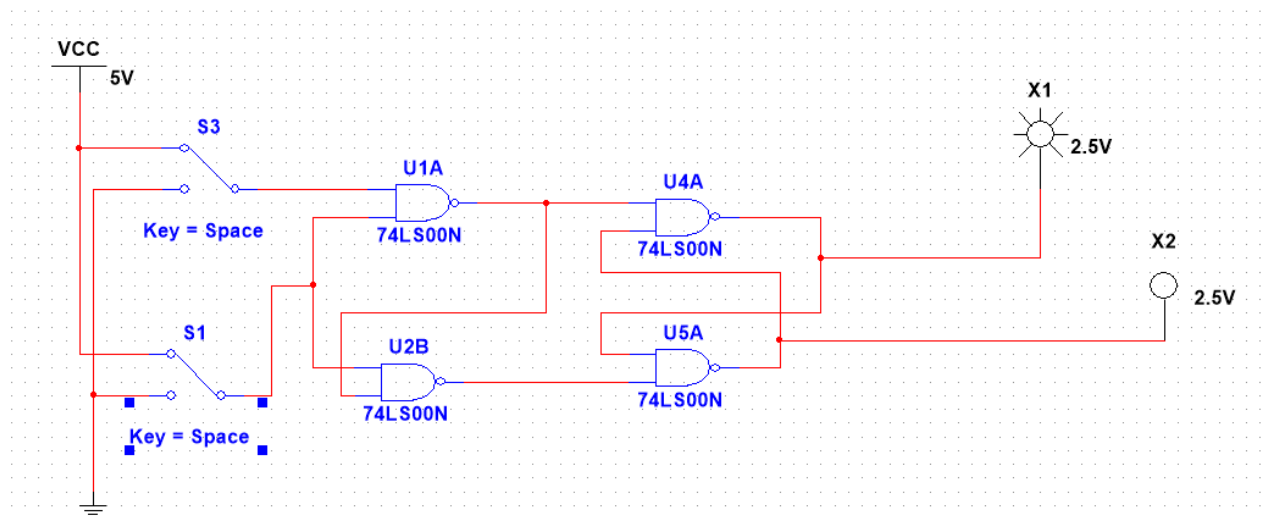 VCC
5V
S3
Key = Space
U1A
74LS00N
U4A
74LS00N
X1
2.5V
X2
2.5V
S1
Key = Space
U2B
74LS00N
U5A
74LS00N